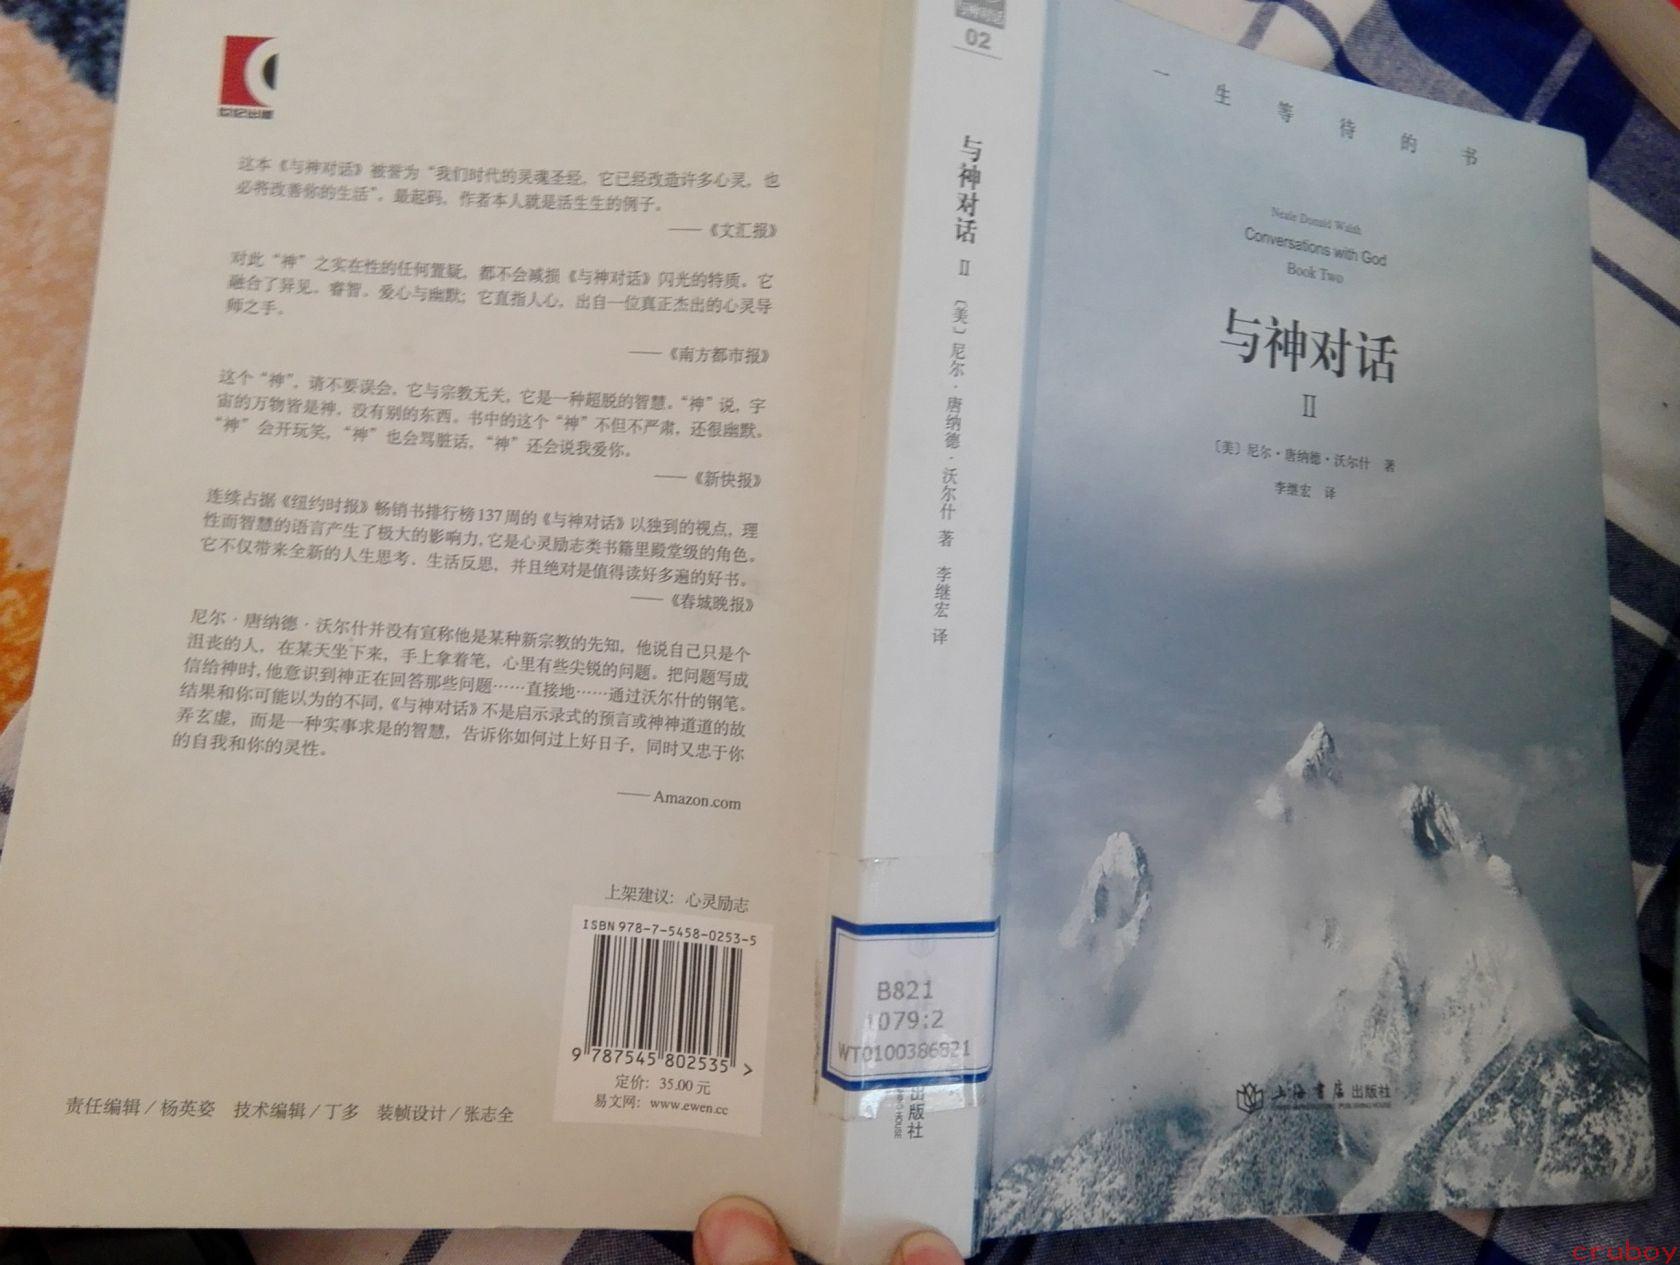 世纪出版
这本《与神对话》被誉为“我们时代的灵魂圣经，它已经改造许多心灵，也
必将改善你的生活”。最起码，作者本人就是活生生的例子。
——《文汇报》
对此“神”之实在性的任何置疑，都不会减损《与神对话》闪光的特质。它
融合了异见、睿智、爱心与幽默；它直指人心，出自一位真正杰出的心灵导
师之手。
——《南方都市报》
这个“神”，请不要误会，它与宗教无关，它是一种超脱的智慧。“神”说，宇
宙的万物皆是神，没有别的东西。书中的这个“神”不但不严肃，还很幽默。
“神”会开玩笑，“神”也会骂脏话，“神”还会说我爱你。
——《新快报》
连续占据《纽约时报》畅销书排行榜137周的《与神对话》以独到的视点，理
性而智慧的语言产生了极大的影响力，它是心灵励志类书籍里殿堂级的角色。
它不仅带来全新的人生思考、生活反思，并且绝对是值得读好多遍的好书。
——《春城晚报》
尼尔·唐纳德·沃尔什并没有宣称他是某种新宗教的先知，他说自己只是个
沮丧的人，在某天坐下来，手上拿着笔，心里有些尖锐的问题。把问题写成
信给神时，他意识到神正在回答那些问题……直接地……通过沃尔什的钢笔。
结果和你可能以为的不同，《与神对话》不是启示录式的预言或神神道道的故
弄玄虚，而是一种实事求是的智慧，告诉你如何过上好日子，同时又忠于你
的自我和你的灵性。
——Amazon.com
上架建议：心灵励志
ISBN 978-7-5458-0253-5
9 787545 802535 >
定价：35.00 元
易文网：www.ewen.cc
责任编辑/杨英姿 技术编辑/丁多 装帧设计/张志全
与神对话
02
与神对话 II 〔美〕尼尔·唐纳德·沃尔什 著 李继宏 译
B821
1079:2
WT0100386821
出版社
一生等待的书
Neale Donald Walsh
Conversations with God
Book Two
与神对话
II
〔美〕尼尔·唐纳德·沃尔什 著
李继宏 译
上海书店出版社
cruboy